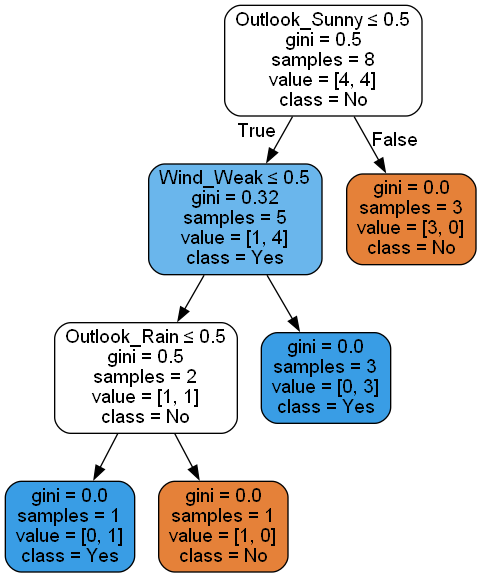 Outlook_Sunny ≤ 0.5
gini = 0.5
samples = 8
value = [4, 4]
class = No
True
False
Wind_Weak ≤ 0.5
gini = 0.32
samples = 5
value = [1, 4]
class = Yes
gini = 0.0
samples = 3
value = [3, 0]
class = No
Outlook_Rain ≤ 0.5
gini = 0.5
samples = 2
value = [1, 1]
class = No
gini = 0.0
samples = 3
value = [0, 3]
class = Yes
gini = 0.0
samples = 1
value = [0, 1]
class = Yes
gini = 0.0
samples = 1
value = [1, 0]
class = No